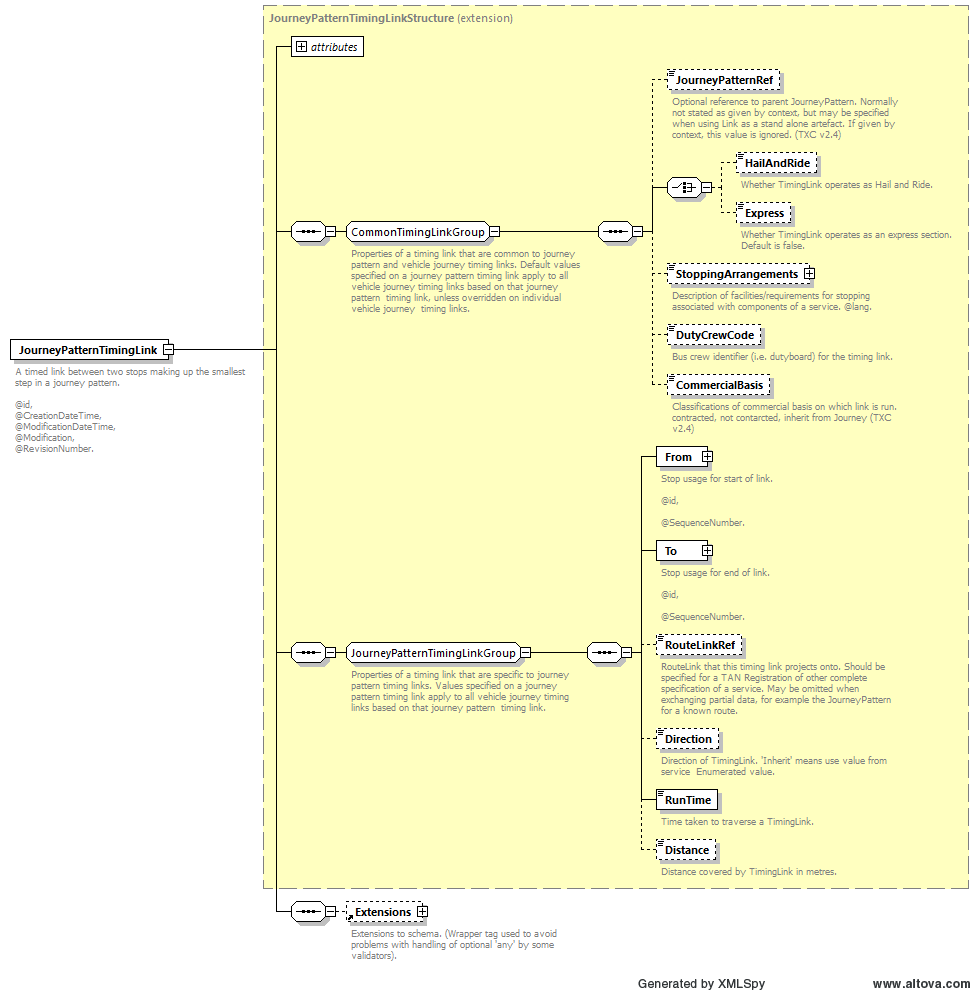 JourneyPatternTimingLinkStructure (extension)
attributes
JourneyPatternRef
Optional reference to parent JourneyPattern. Normally
not stated as given by context, but may be specified
when using Link as a stand alone artefact. If given by
context, this value is ignored. (TXC v2.4)
HailAndRide
Whether TimingLink operates as Hail and Ride.
Express
Whether TimingLink operates as an express section.
Default is false.
CommonTimingLinkGroup
Properties of a timing link that are common to journey
pattern and vehicle journey timing links. Default values
specified on a journey pattern timing link apply to all
vehicle journey timing links based on that journey
pattern  timing link, unless overridden on individual
vehicle journey  timing links.
StoppingArrangements
Description of facilities/requirements for stopping
associated with components of a service. @lang.
DutyCrewCode
Bus crew identifier (i.e. dutyboard) for the timing link.
CommercialBasis
Classifications of commercial basis on which link is run.
contracted, not contarcted, inherit from Journey (TXC
v2.4)
JourneyPatternTimingLink
A timed link between two stops making up the smallest
step in a journey pattern.
@id,
@CreationDateTime,
@ModificationDateTime,
@Modification,
@RevisionNumber.
From
Stop usage for start of link.
@id,
@SequenceNumber.
To
Stop usage for end of link.
@id,
@SequenceNumber.
JourneyPatternTimingLinkGroup
Properties of a timing link that are specific to journey
pattern timing links. Values specified on a journey
pattern timing link apply to all vehicle journey timing
links based on that journey pattern  timing link.
RouteLinkRef
RouteLink that this timing link projects onto. Should be
specified for a TAN Registration of other complete
specification of a service. May be omitted when
exchanging partial data, for example the JourneyPattern
for a known route.
Direction
Direction of TimingLink. 'Inherit' means use value from
service  Enumerated value.
RunTime
Time taken to traverse a TimingLink.
Distance
Distance covered by TimingLink in metres.
Extensions
Extensions to schema. (Wrapper tag used to avoid
problems with handling of optional 'any' by some
validators).
Generated by XMLSpy
www.altova.com